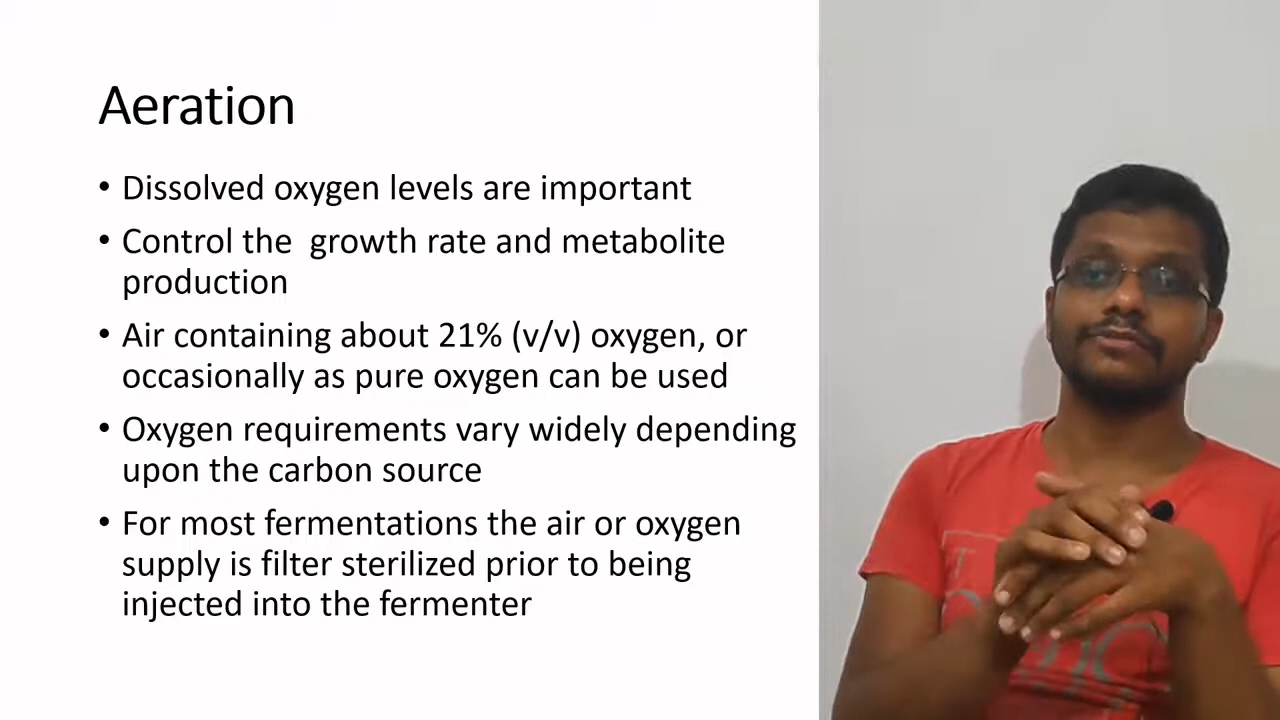 Aeration
• Dissolved oxygen levels are important
• Control the  growth rate and metabolite
production
• Air containing about 21% (v/v) oxygen, or
occasionally as pure oxygen can be used
• Oxygen requirements vary widely depending
upon the carbon source
• For most fermentations the air or oxygen
supply is filter sterilized prior to being
injected into the fermenter